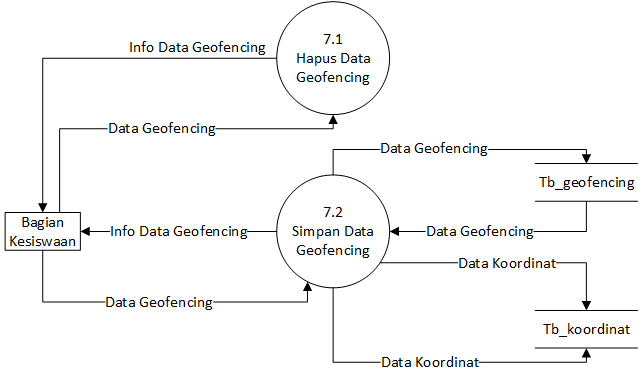 7.1
Hapus Data
Geofencing
Info Data Geofencing
Data Geofencing
Data Geofencing
Tb_geofencing
7.2
Simpan Data
Geofencing
Bagian
Kesiswaan
Info Data Geofencing
Data Geofencing
Data Koordinat
Data Geofencing
Tb_koordinat
Data Koordinat